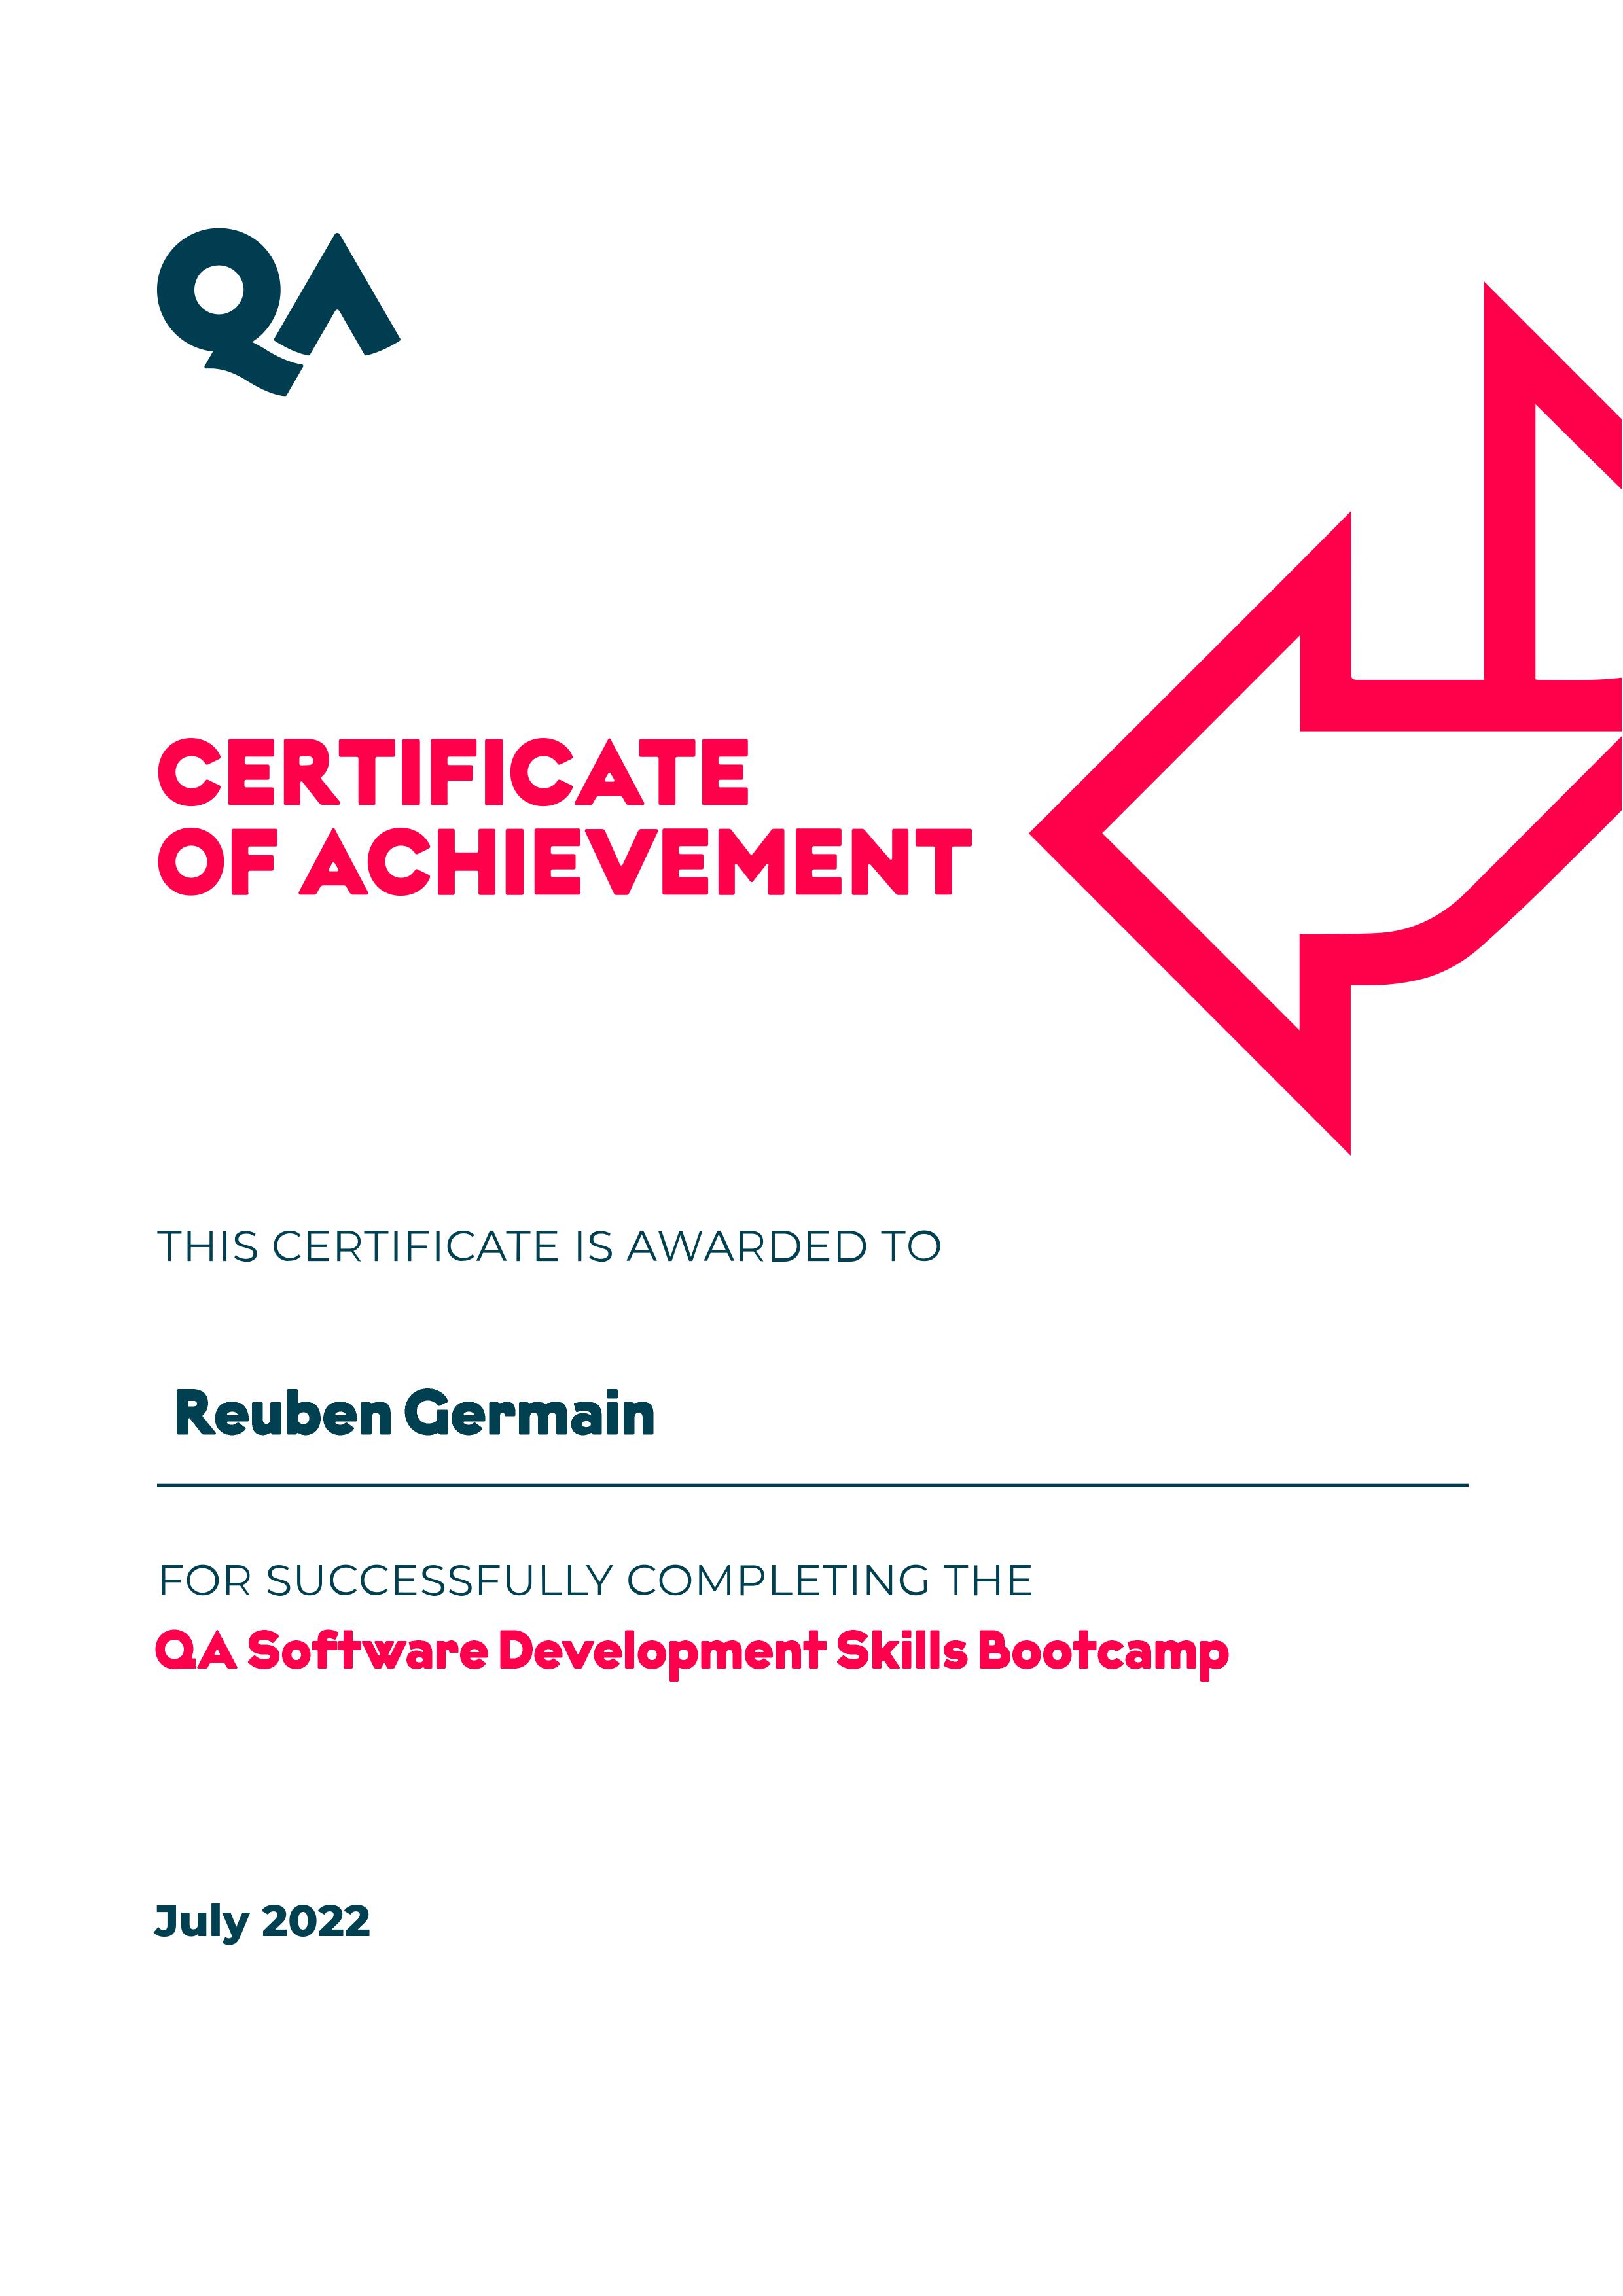 QA
CERTIFICATE
OF ACHIEVEMENT
THIS CERTIFICATE IS AWARDED TO
Reuben Germain
FOR SUCCESSFULLY COMPLETING THE
QA Software Development Skills Bootcamp
July 2022